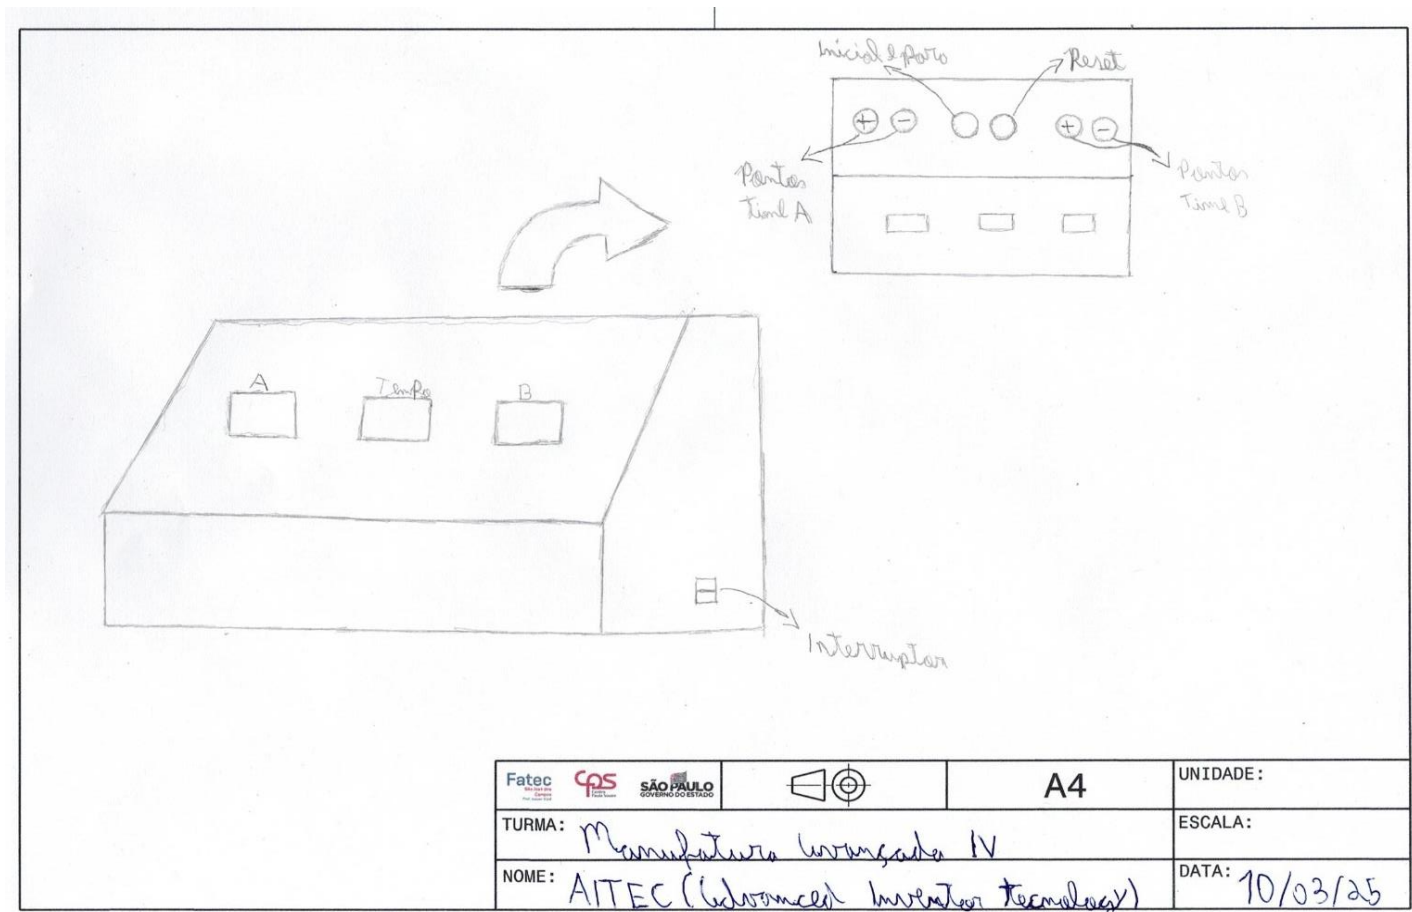 Inicial e paro
Reset
+ -
+ -
Pontos
time A
Pontos
Time B
A
Tempo
B
Interruptor
Fatec
CPS
SÃO PAULO
GOVERNO DO ESTADO
A4
UNIDADE:
TURMA: Manufatura Avançada IV
ESCALA:
NOME: AITEC (Advanced Inventor Tecnology)
DATA: 10/03/25